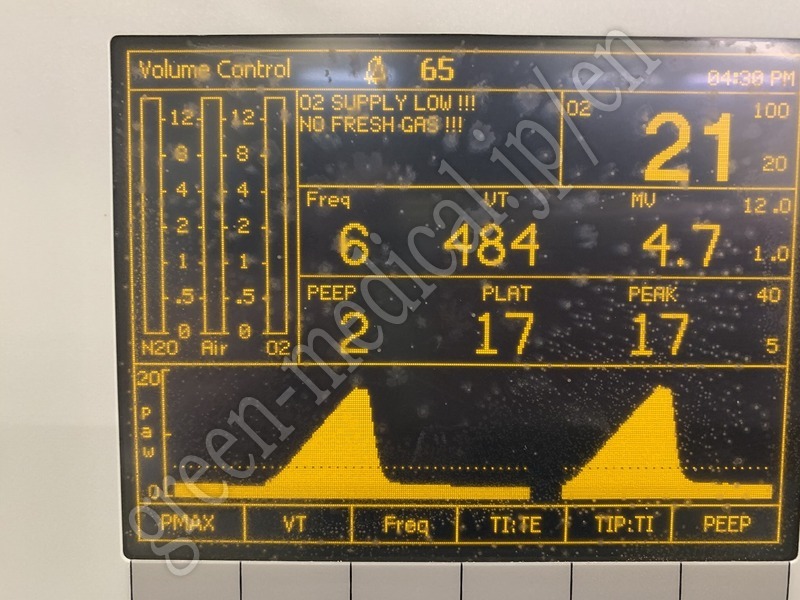 Volume Control 65 04:30 PM
O2 SUPPLY LOW !!!
NO FRESH GAS !!!
O2 21 100
20
12 12
8 8
4 4
2 2
1 1
.5 .5
0 0
N2O Air O2
Freq VT MV 12.0
6 484 4.7 1.0
PEEP PLAT PEAK 40
2 17 17 5
20
Paw
0
PMAX VT Freq TI:TE TIP:TI PEEP
green-medical.jp/en